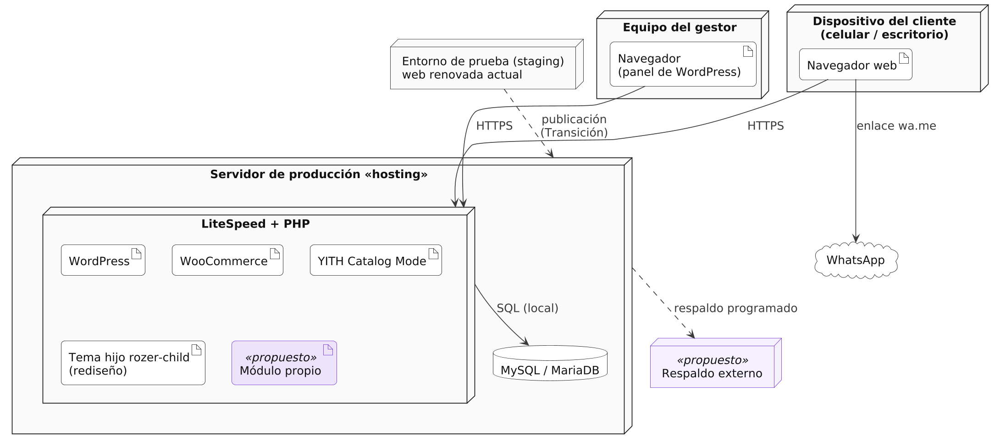 Dispositivo del cliente
(celular / escritorio)
Navegador web
Equipo del gestor
Navegador
(panel de WordPress)
Entorno de prueba (staging)
web renovada actual
HTTPS
publicación
(Transición)
HTTPS
enlace wa.me
Servidor de producción «hosting»
LiteSpeed + PHP
WordPress
WooCommerce
YITH Catalog Mode
WhatsApp
SQL (local)
respaldo programado
Tema hijo rozer-child
(rediseño)
«propuesto»
Módulo propio
MySQL / MariaDB
«propuesto»
Respaldo externo